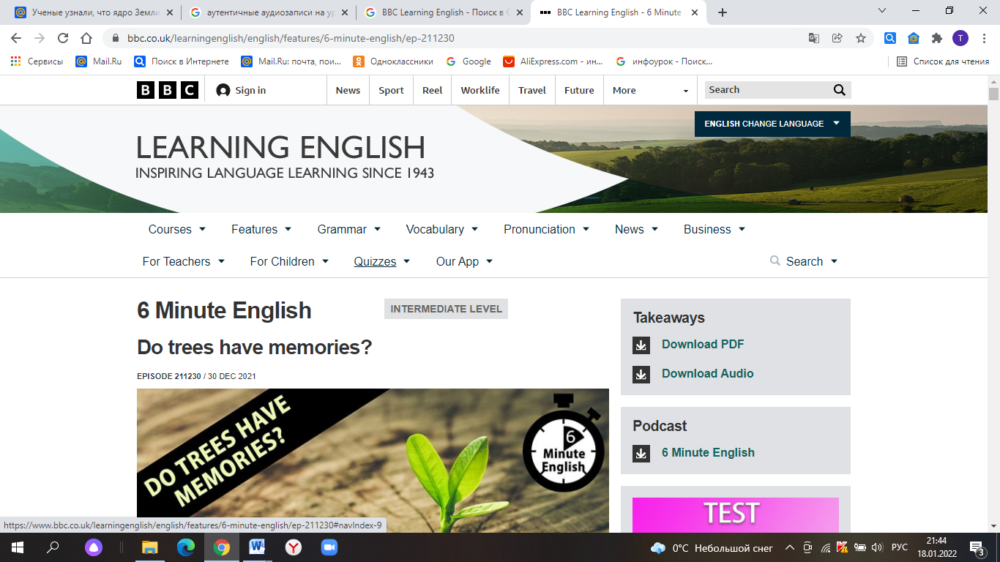 Ученые узнали, что ядро Земли
аутентичные аудиозаписи на ур
BBC Learning English - Поиск в G
BBC Learning English - 6 Minute
bbc.co.uk/learningenglish/english/features/6-minute-english/ep-211230
T
Сервисы
Mail.Ru
Поиск в Интернете
Mail.Ru: почта, пои...
Одноклассники
Google
AliExpress.com - ин...
инфоурок - Поиск...
Список для чтения
BBC
Sign in
News
Sport
Reel
Worklife
Travel
Future
More
Search
ENGLISH CHANGE LANGUAGE
LEARNING ENGLISH
INSPIRING LANGUAGE LEARNING SINCE 1943
Courses
Features
Grammar
Vocabulary
Pronunciation
News
Business
For Teachers
For Children
Quizzes
Our App
Search
6 Minute English
INTERMEDIATE LEVEL
Do trees have memories?
EPISODE 211230 / 30 DEC 2021
DO TREES HAVE
MEMORIES?
6
Minute
English
Takeaways
Download PDF
Download Audio
Podcast
6 Minute English
TEST
https://www.bbc.co.uk/learningenglish/english/features/6-minute-english/ep-211230#navIndex-9
0°C Небольшой снег
РУС
21:44
18.01.2022
3